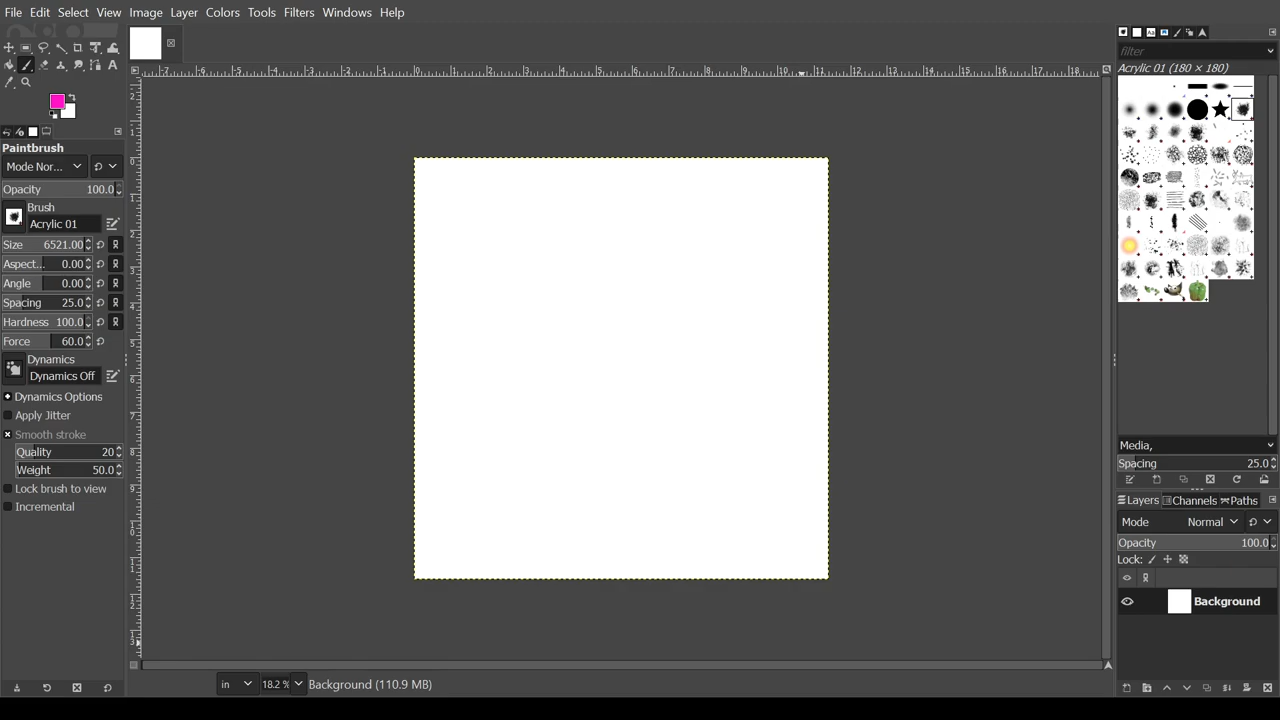 File Edit Select View Image Layer Colors Tools Filters Windows Help
filter
Acrylic 01 (180 × 180)
Paintbrush
Mode Nor...
Opacity 100.0
Brush
Acrylic 01
Size 6521.00
Aspect... 0.00
Angle 0.00
Spacing 25.0
Hardness 100.0
Force 60.0
Dynamics
Dynamics Off
Dynamics Options
Apply Jitter
Smooth stroke
Quality 20
Weight 50.0
Lock brush to view
Incremental
Media,
Spacing 25.0
Layers Channels Paths
Mode Normal
Opacity 100.0
Lock:
Background
in 18.2 % Background (110.9 MB)